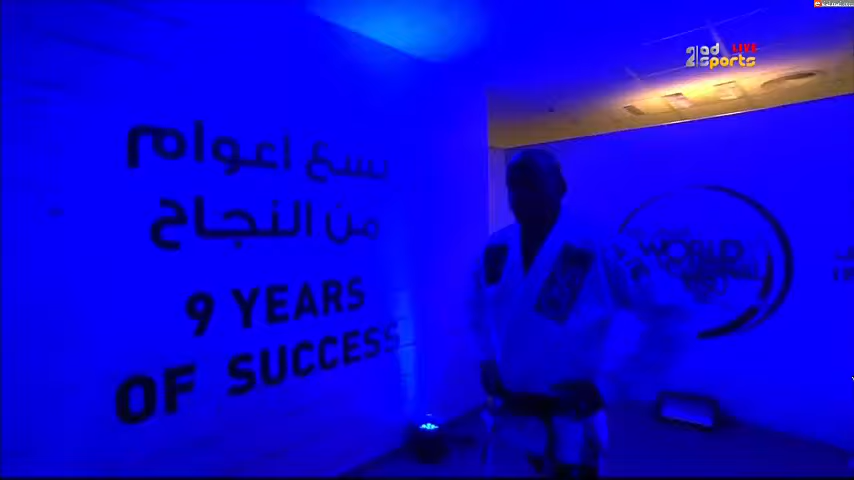 تسع اعوام
من النجاح
9 YEARS
OF SUCCESS
ad sports
LIVE
WORLD